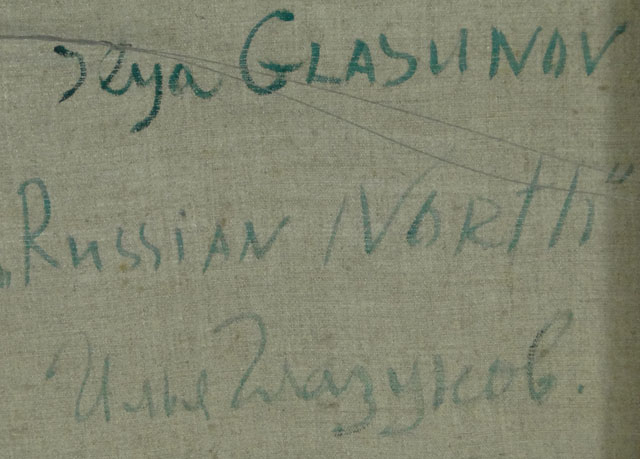 Ilya GLASUNOV
„RUSSIAN NORTH"
Илья Глазунов.